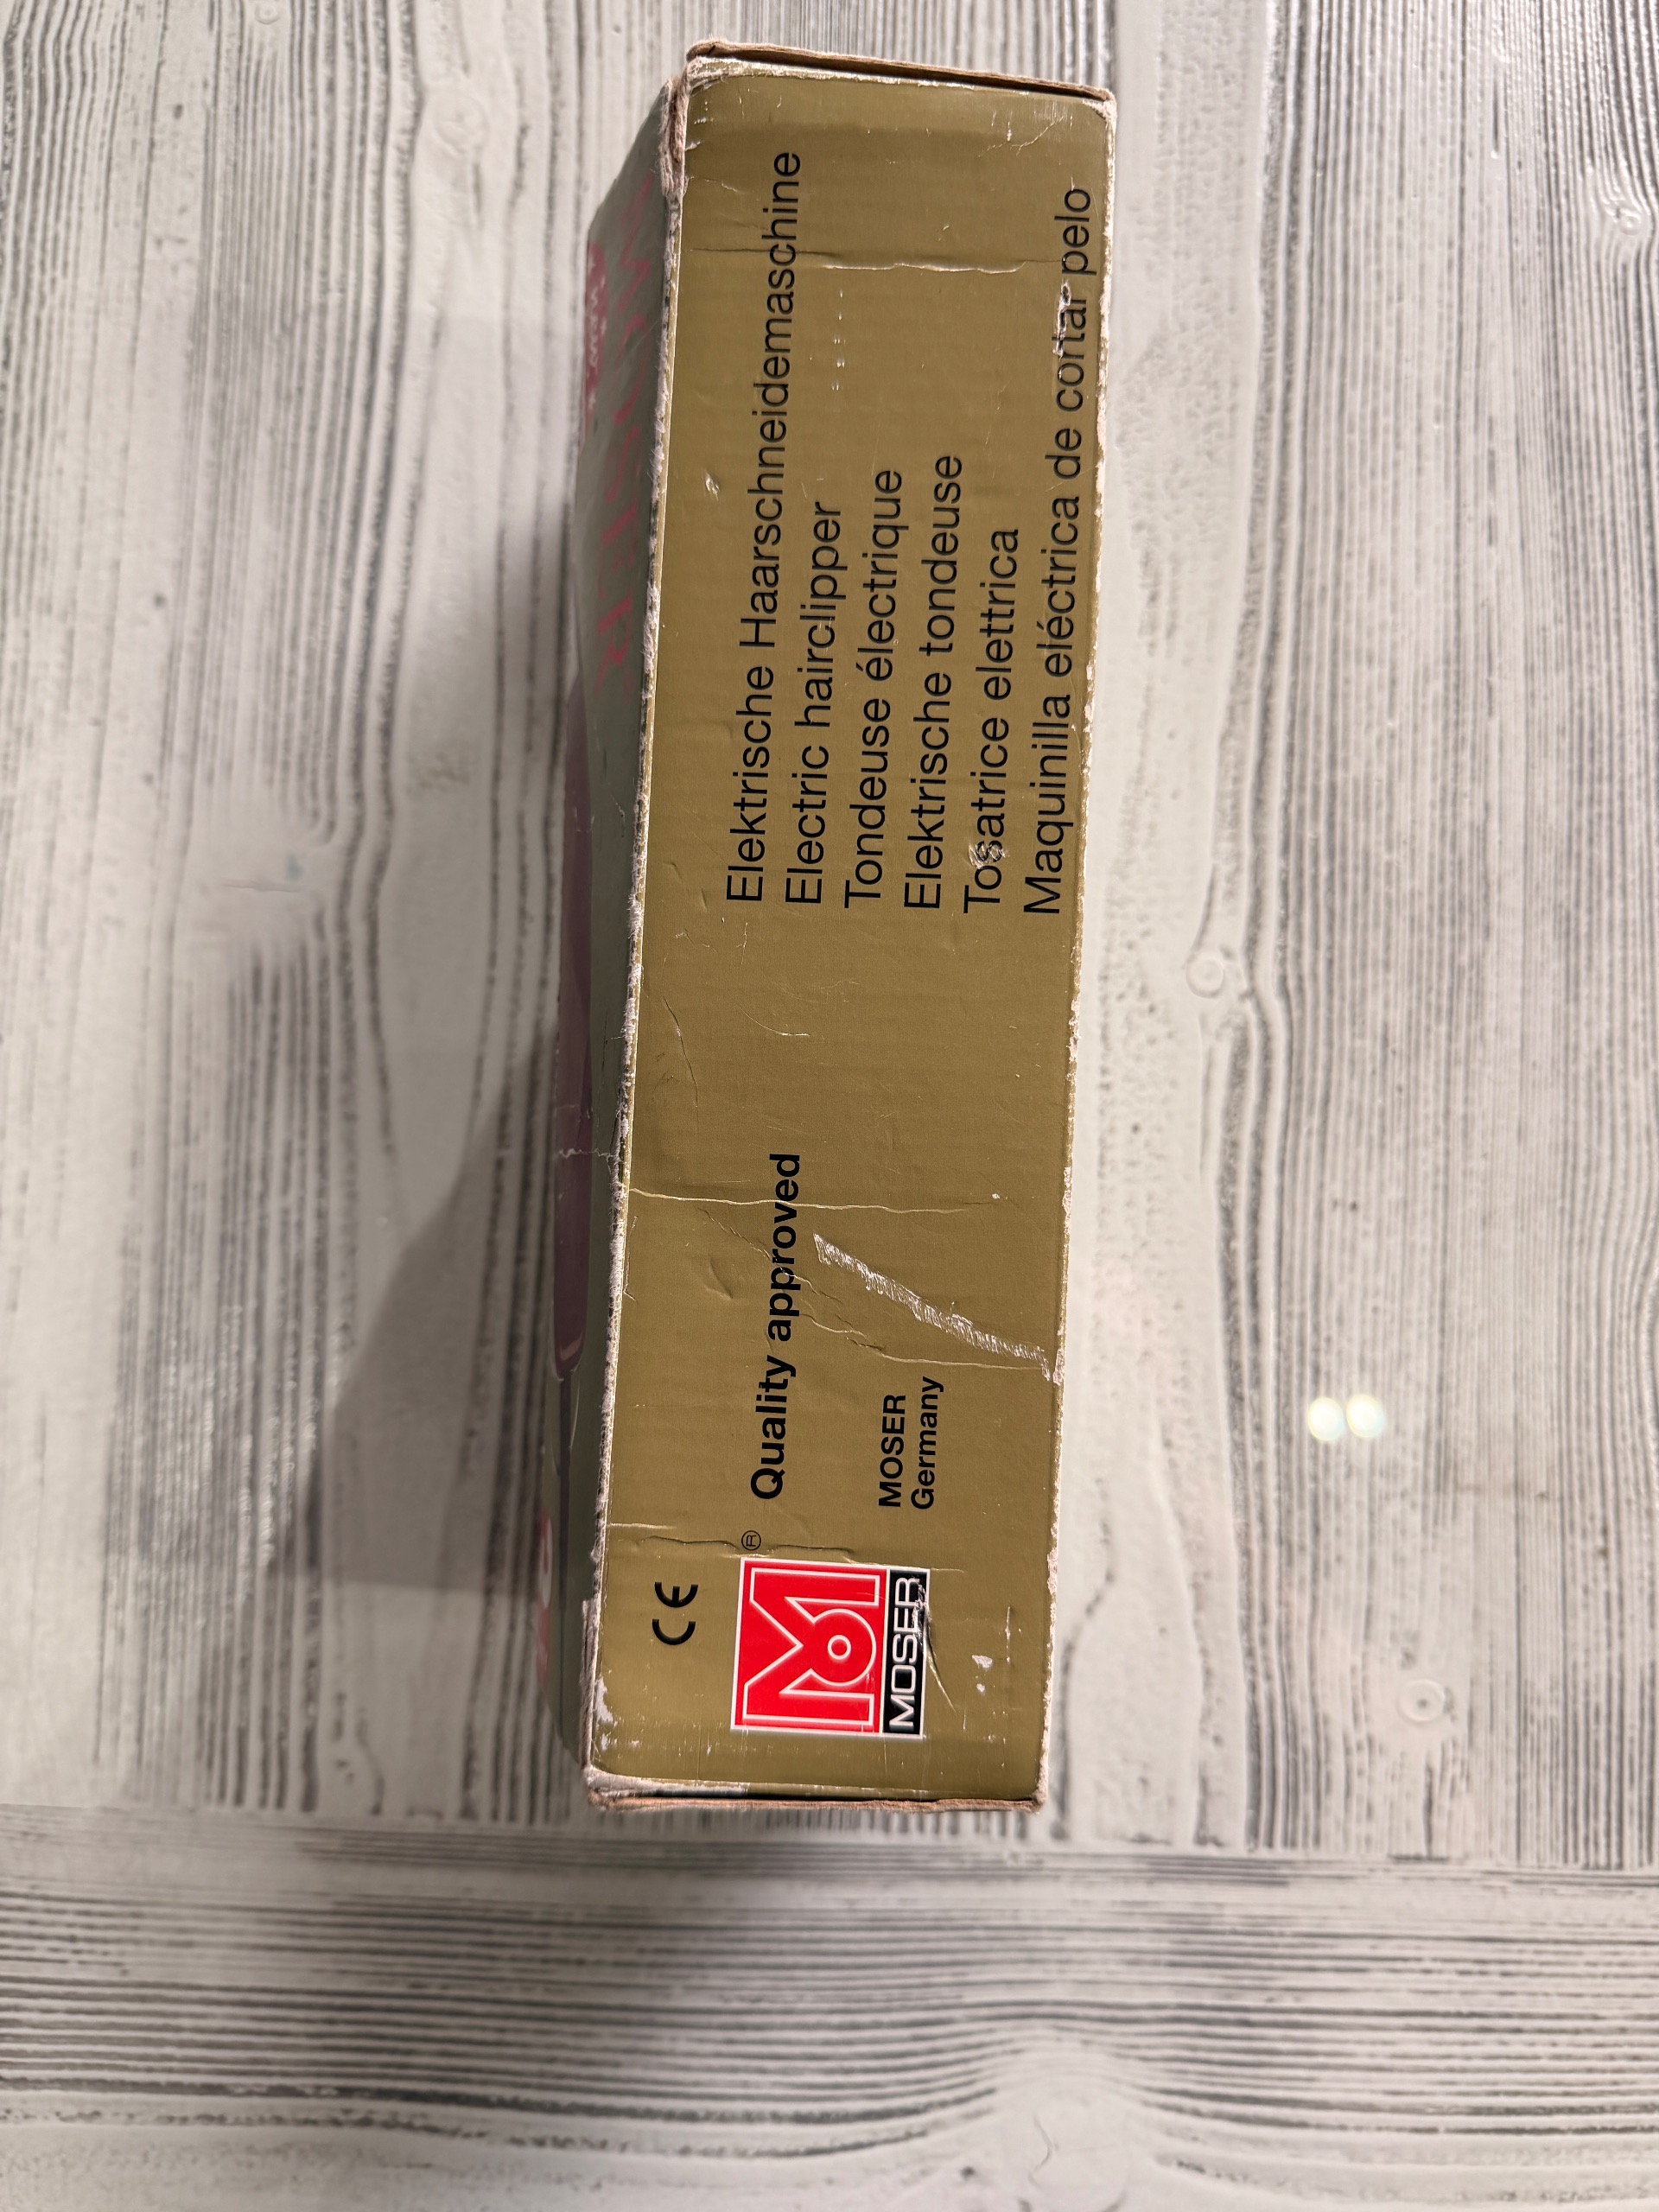 CE
MOSER
®
Quality approved
MOSER
Germany
Elektrische Haarschneidemaschine
Electric hairclipper
Tondeuse électrique
Elektrische tondeuse
Tosatrice elettrica
Maquinilla eléctrica de cortar pelo
MOSER